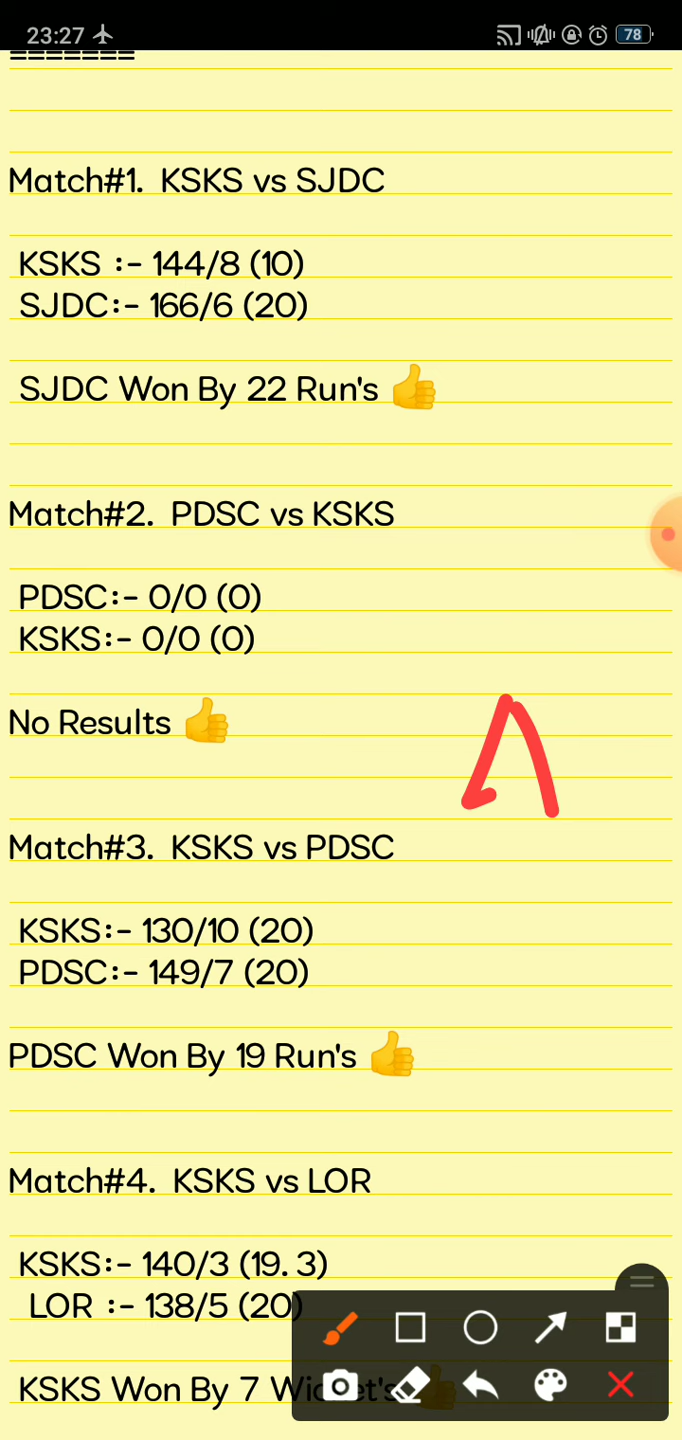 23:27
78
========
Match#1. KSKS vs SJDC
KSKS :- 144/8 (10)
SJDC:- 166/6 (20)
SJDC Won By 22 Run's 👍
Match#2. PDSC vs KSKS
PDSC:- 0/0 (0)
KSKS:- 0/0 (0)
No Results 👍
Match#3. KSKS vs PDSC
KSKS:- 130/10 (20)
PDSC:- 149/7 (20)
PDSC Won By 19 Run's 👍
Match#4. KSKS vs LOR
KSKS:- 140/3 (19. 3)
LOR :- 138/5 (20)
KSKS Won By 7 Wicket's 👍